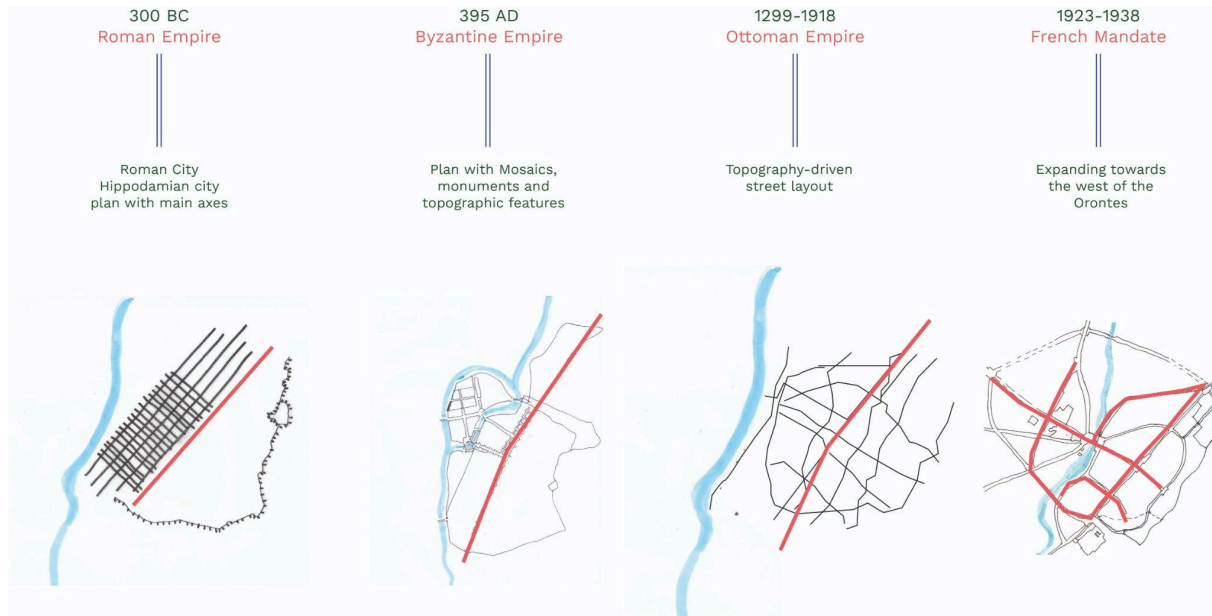 300 BC
Roman Empire
Roman City
Hippodamian city
plan with main axes
395 AD
Byzantine Empire
Plan with Mosaics,
monuments and
topographic features
1299-1918
Ottoman Empire
Topography-driven
street layout
1923-1938
French Mandate
Expanding towards
the west of the
Orontes